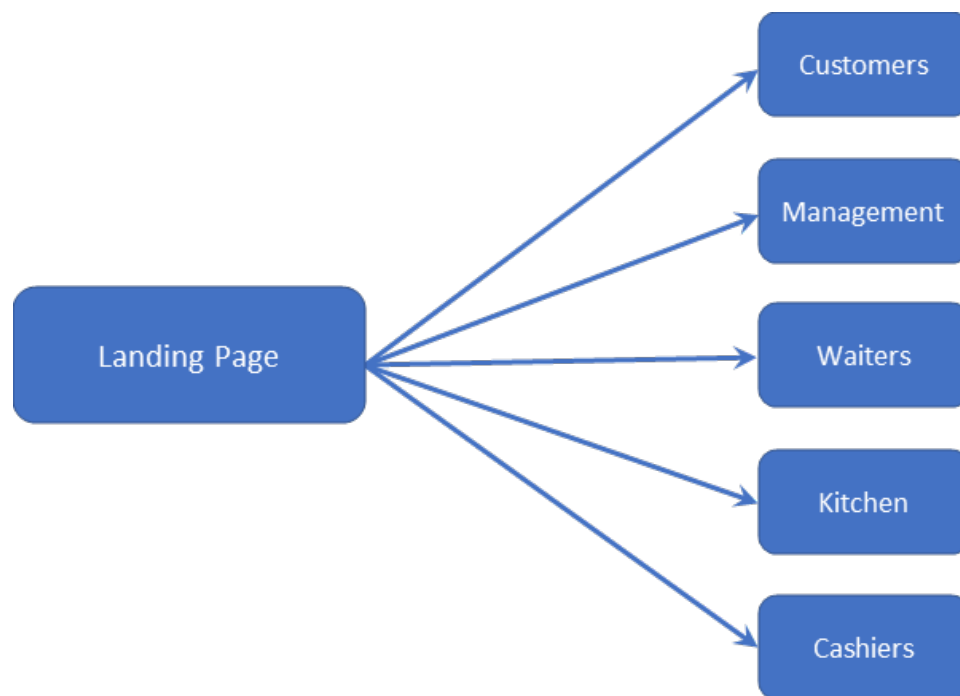 Customers
Management
Landing Page
Waiters
Kitchen
Cashiers